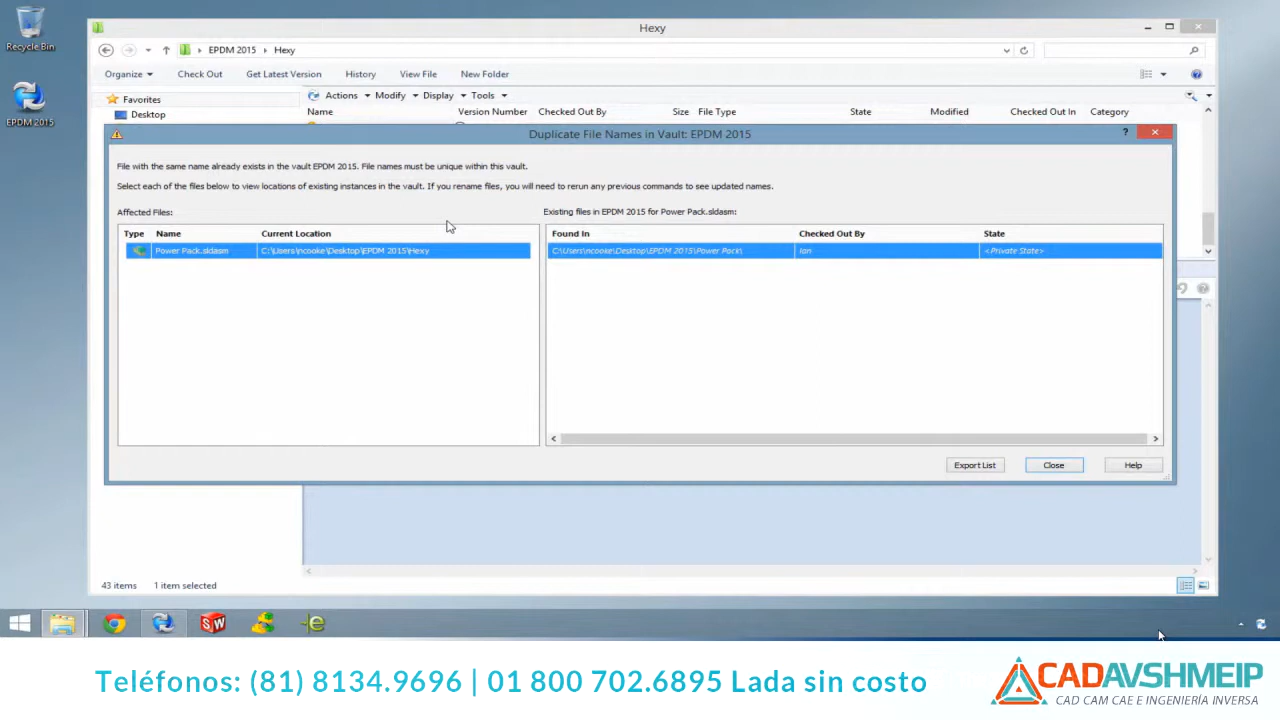 Recycle Bin
EPDM 2015
Hexy
EPDM 2015 Hexy
Organize Check Out Get Latest Version History View File New Folder
Favorites
Desktop
Actions Modify Display Tools
Name Version Number Checked Out By Size File Type State Modified Checked Out In Category
Duplicate File Names in Vault: EPDM 2015
File with the same name already exists in the vault EPDM 2015. File names must be unique within this vault.
Select each of the files below to view locations of existing instances in the vault. If you rename files, you will need to rerun any previous commands to see updated names.
Affected Files:
Existing files in EPDM 2015 for Power Pack.sldasm:
Type Name Current Location
Found In Checked Out By State
Power Pack.sldasm C:\Users\ncooke\Desktop\EPDM 2015\Hexy
C:\Users\ncooke\Desktop\EPDM 2015\Power Pack\ Ian <Private State>
Export List Close Help
43 items 1 item selected
SW
Teléfonos: (81) 8134.9696 | 01 800 702.6895 Lada sin costo
CADAVSHMEIP
CAD CAM CAE E INGENIERÍA INVERSA